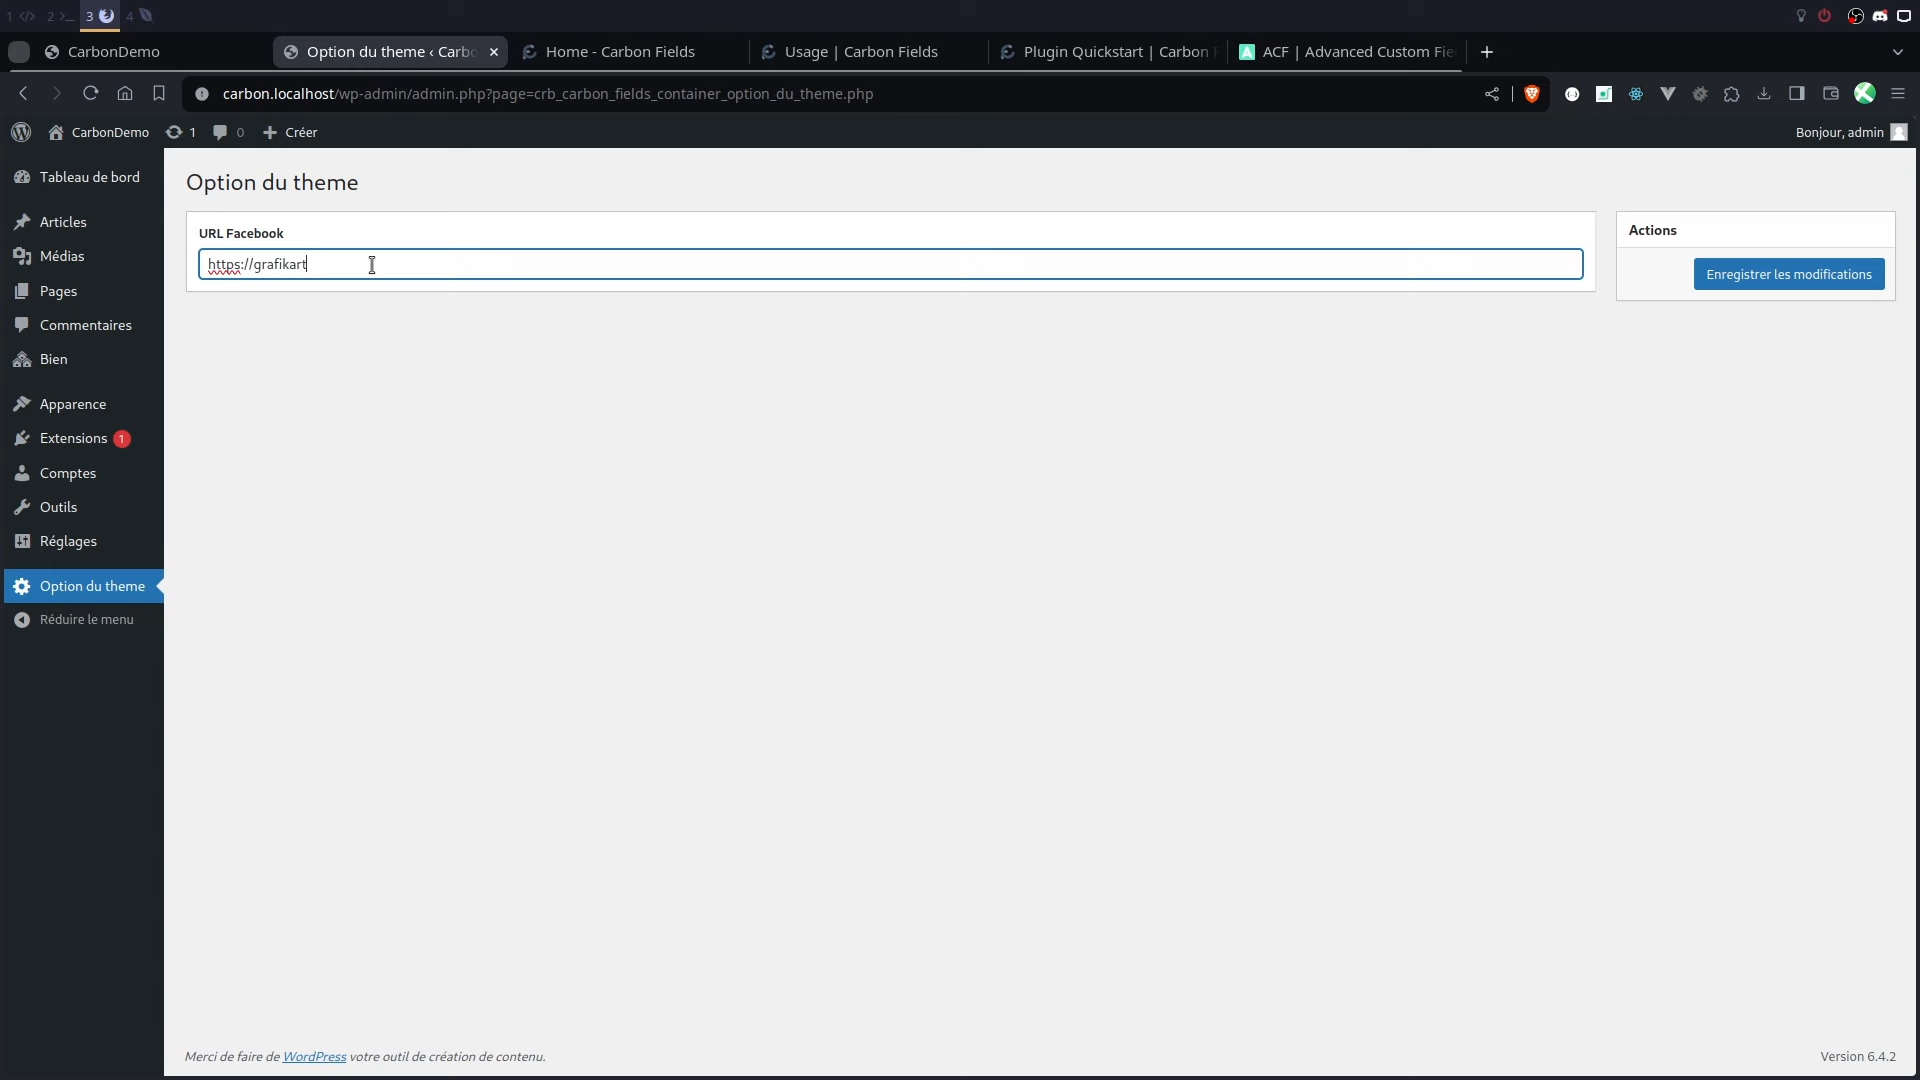 1 2 3 4
CarbonDemo
Option du theme ‹ Carbo
Home - Carbon Fields
Usage | Carbon Fields
Plugin Quickstart | Carbon F
ACF | Advanced Custom Fie
carbon.localhost/wp-admin/admin.php?page=crb_carbon_fields_container_option_du_theme.php
CarbonDemo 1 0 Créer
Bonjour, admin
Tableau de bord
Articles
Médias
Pages
Commentaires
Bien
Apparence
Extensions 1
Comptes
Outils
Réglages
Option du theme
Réduire le menu
Option du theme
URL Facebook
https://grafikart
Actions
Enregistrer les modifications
Merci de faire de WordPress votre outil de création de contenu.
Version 6.4.2